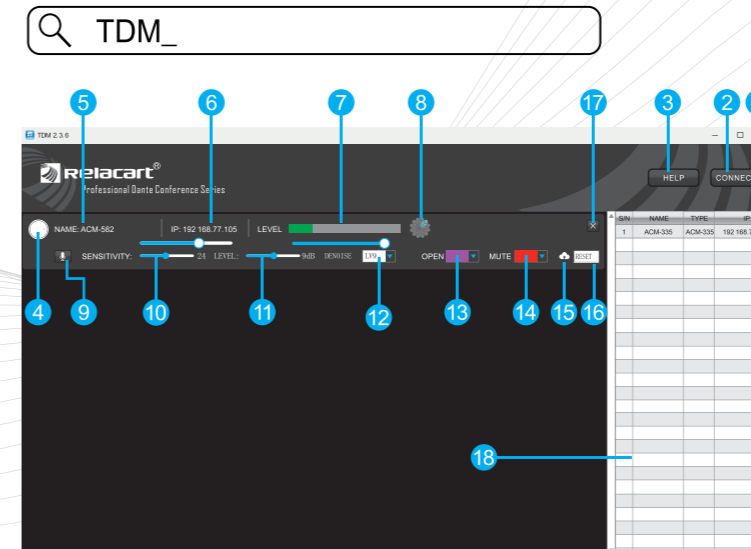 TDM_
5 6 7 8 17 3 2
TDM 2.3.6
Relacart®
Professional Dante Conference Series
HELP CONNEC
NAME: ACM-582 IP: 192.168.77.105 LEVEL
S/N NAME TYPE IP
1 ACM-335 ACM-335 192.168.7
SENSITIVITY: 24 LEVEL: 9dB DENOISE LV9 OPEN MUTE RESET
4 9 10 11 12 13 14 15 16
18